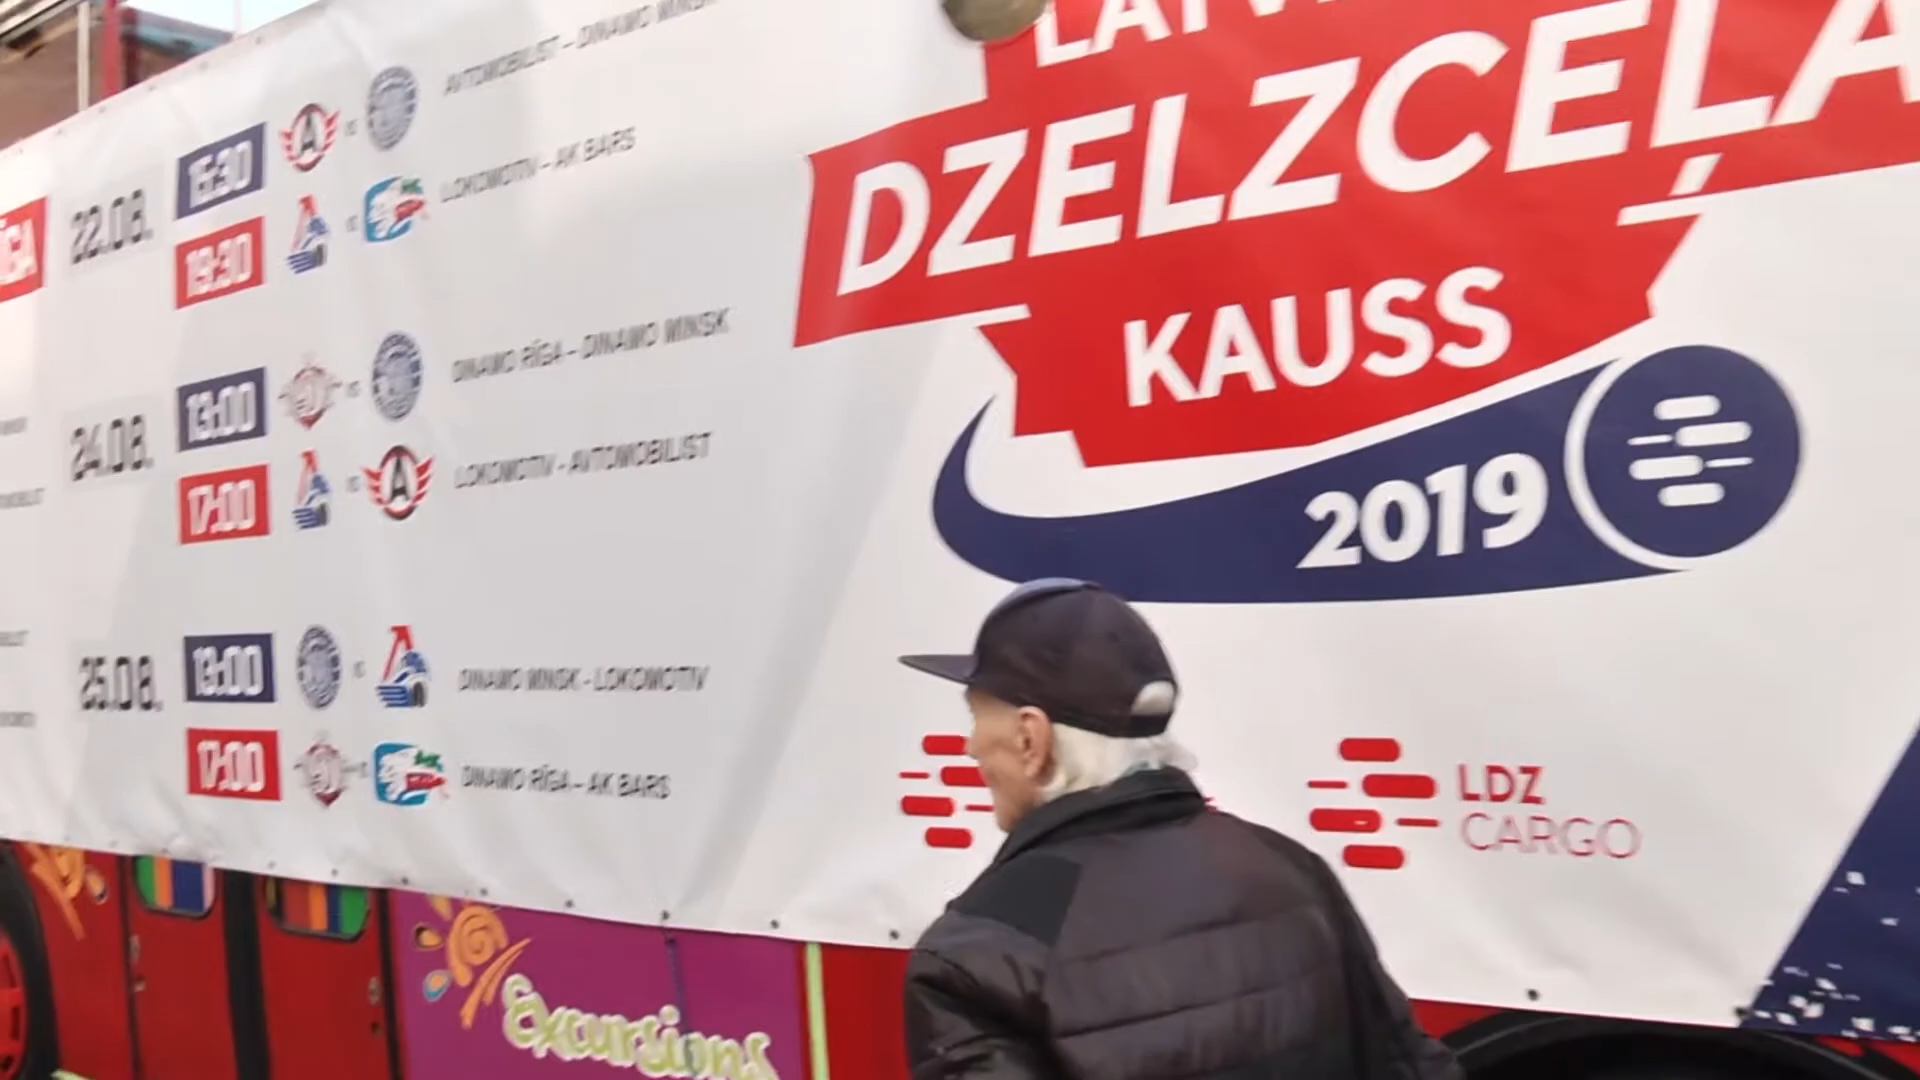 22.08.
15:30
AVTOMOBILIST – DINAMO MINSK
19:30
LOKOMOTIV – AK BARS
24.08.
13:00
DINAMO RĪGA – DINAMO MINSK
17:00
LOKOMOTIV - AVTOMOBILIST
25.08.
13:00
DINAMO MINSK - LOKOMOTIV
17:00
DINAMO RĪGA – AK BARS
DZELZCEĻA
KAUSS
2019
LDZ
CARGO
Excursions